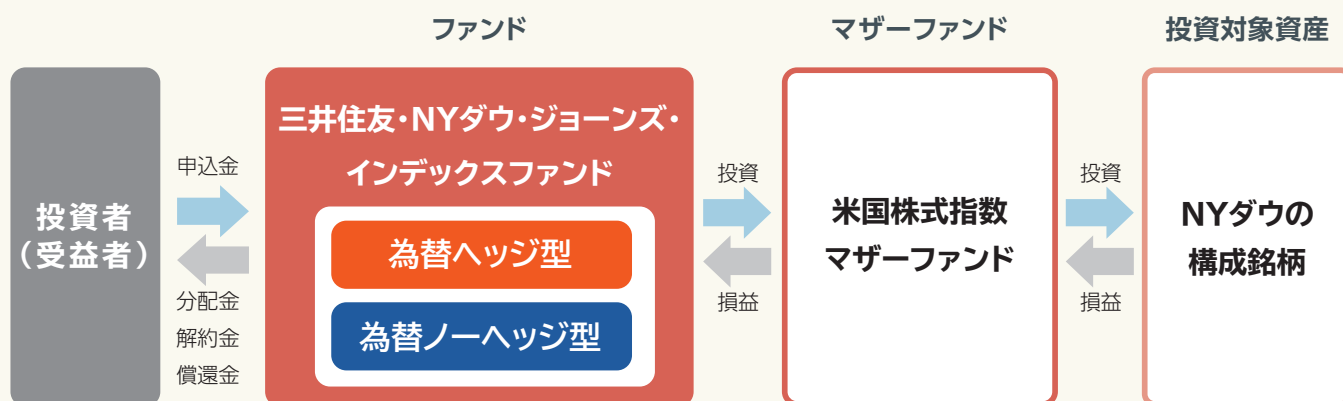 ファンド
マザーファンド
投資対象資産
投資者
（受益者）
申込金
分配金
解約金
償還金
三井住友・NYダウ・ジョーンズ・
インデックスファンド
為替ヘッジ型
為替ノーヘッジ型
投資
損益
米国株式指数
マザーファンド
投資
損益
NYダウの
構成銘柄